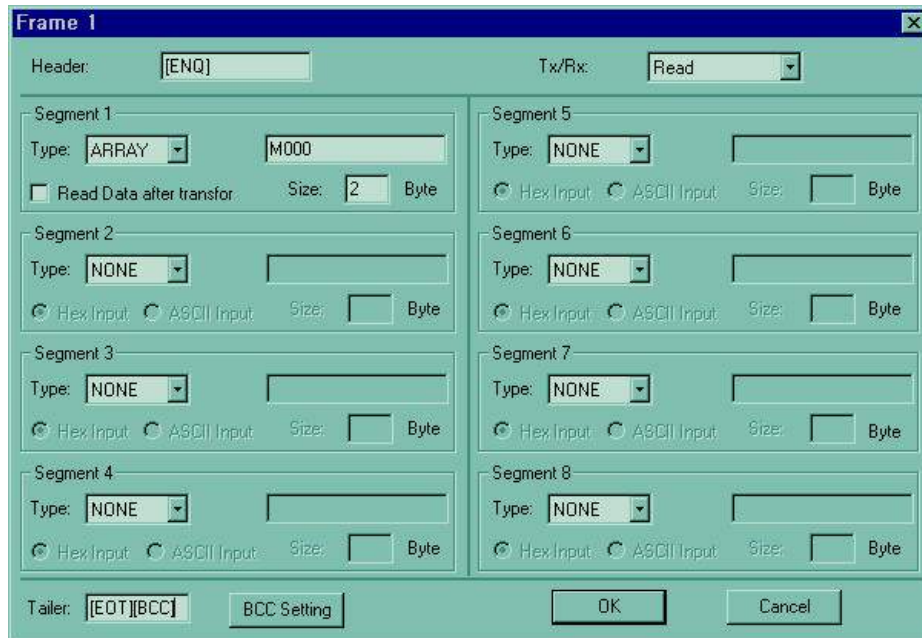 Frame 1
Header: [ENQ] Tx/Rx: Read
Segment 1
Type: ARRAY M000
Read Data after transfor Size: 2 Byte
Segment 2
Type: NONE
Hex Input ASCII Input Size: Byte
Segment 3
Type: NONE
Hex Input ASCII Input Size: Byte
Segment 4
Type: NONE
Hex Input ASCII Input Size: Byte
Segment 5
Type: NONE
Hex Input ASCII Input Size: Byte
Segment 6
Type: NONE
Hex Input ASCII Input Size: Byte
Segment 7
Type: NONE
Hex Input ASCII Input Size: Byte
Segment 8
Type: NONE
Hex Input ASCII Input Size: Byte
Tailer: [EOT][BCC] BCC Setting OK Cancel